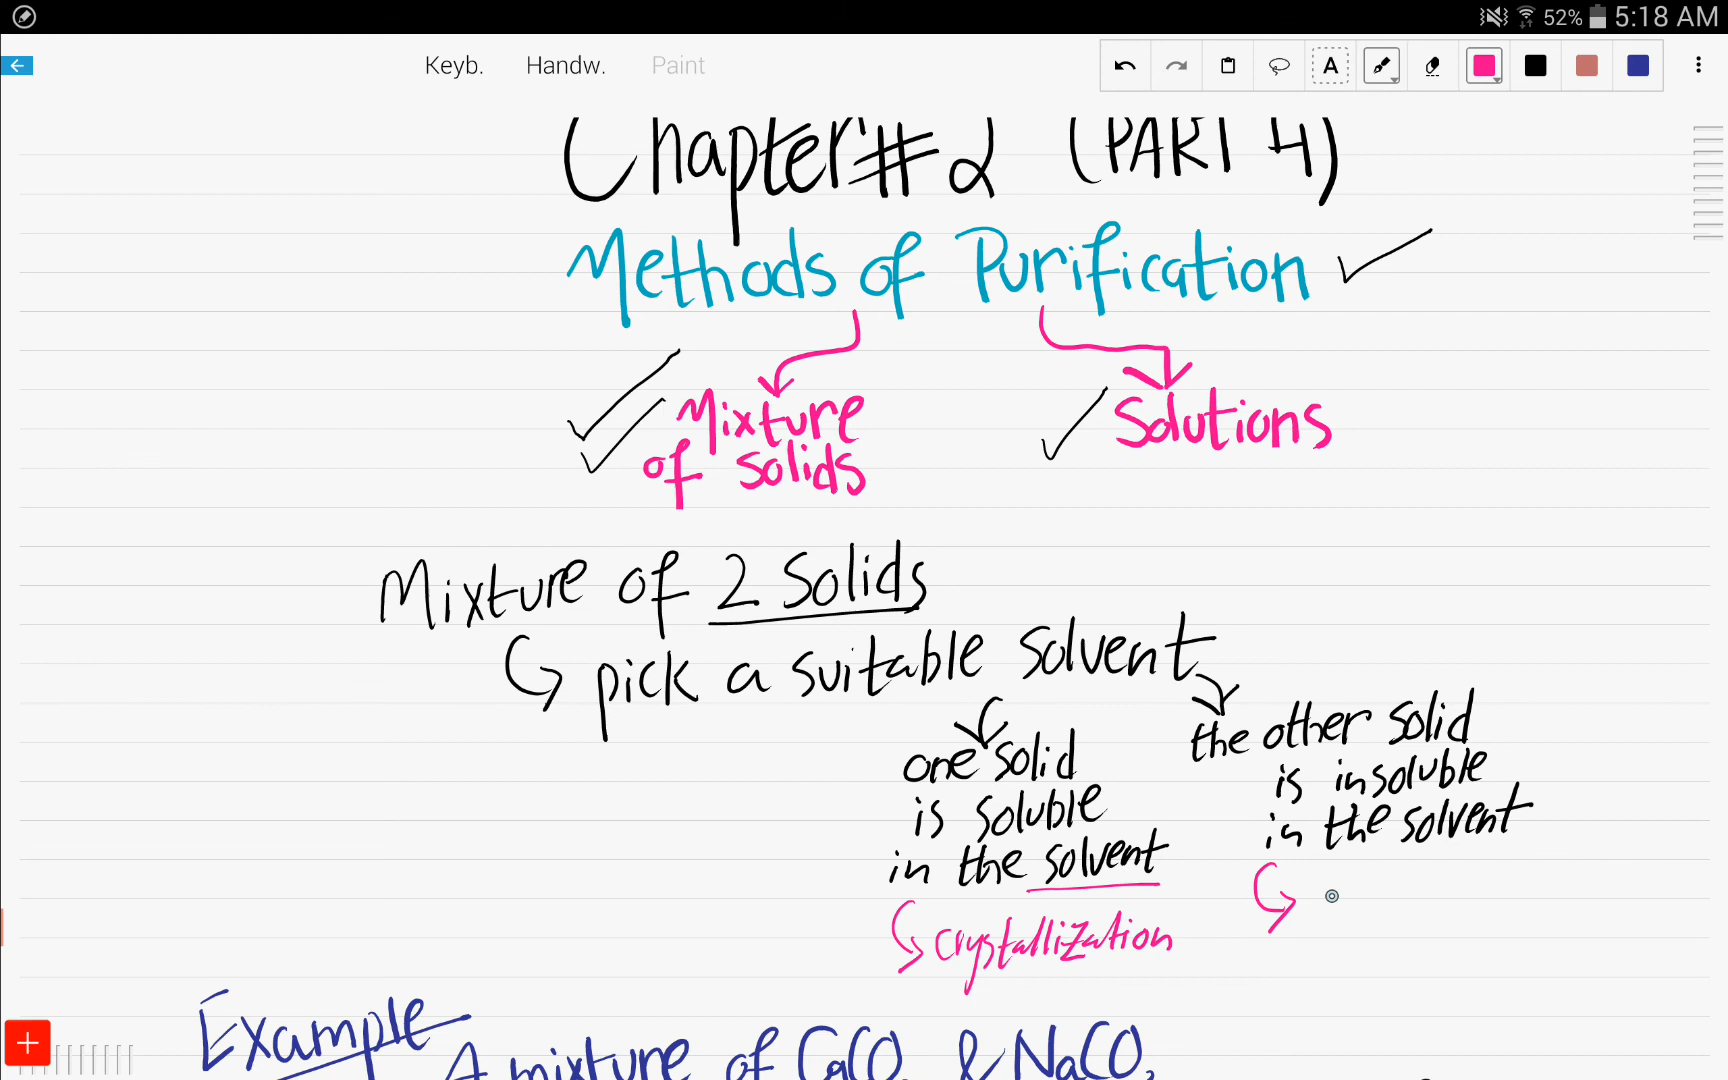 52% 5:18 AM
Keyb. Handw. Paint
A
Chapter # 2 (PART 4)
Methods of Purification
Mixture of Solids
Solutions
Mixture of 2 Solids
pick a suitable solvent
one solid
is soluble
in the solvent
crystallization
the other solid
is insoluble
in the solvent
Example
A mixture of CaCO & NaCO